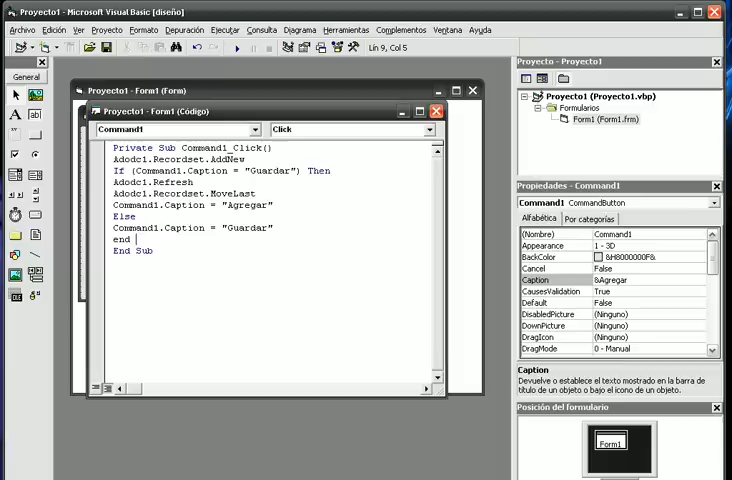 Proyecto1 - Microsoft Visual Basic [diseño]
Archivo Edición Ver Proyecto Formato Depuración Ejecutar Consulta Diagrama Herramientas Complementos Ventana Ayuda
Lín 9, Col 5
General
Proyecto1 - Form1 (Form)
Proyecto1 - Form1 (Código)
Command1 Click
Private Sub Command1_Click()
Adodc1.Recordset.AddNew
If (Command1.Caption = "Guardar") Then
Adodc1.Refresh
Adodc1.Recordset.MoveLast
Command1.Caption = "Agregar"
Else
Command1.Caption = "Guardar"
end
End Sub
Proyecto - Proyecto1
Proyecto1 (Proyecto1.vbp)
Formularios
Form1 (Form1.frm)
Propiedades - Command1
Command1 CommandButton
Alfabética Por categorías
(Nombre) Command1
Appearance 1 - 3D
BackColor &H8000000F&
Cancel False
Caption &Agregar
CausesValidation True
Default False
DisabledPicture (Ninguno)
DownPicture (Ninguno)
DragIcon (Ninguno)
DragMode 0 - Manual
Caption
Devuelve o establece el texto mostrado en la barra de
título de un objeto o bajo el icono de un objeto.
Posición del formulario
Form1